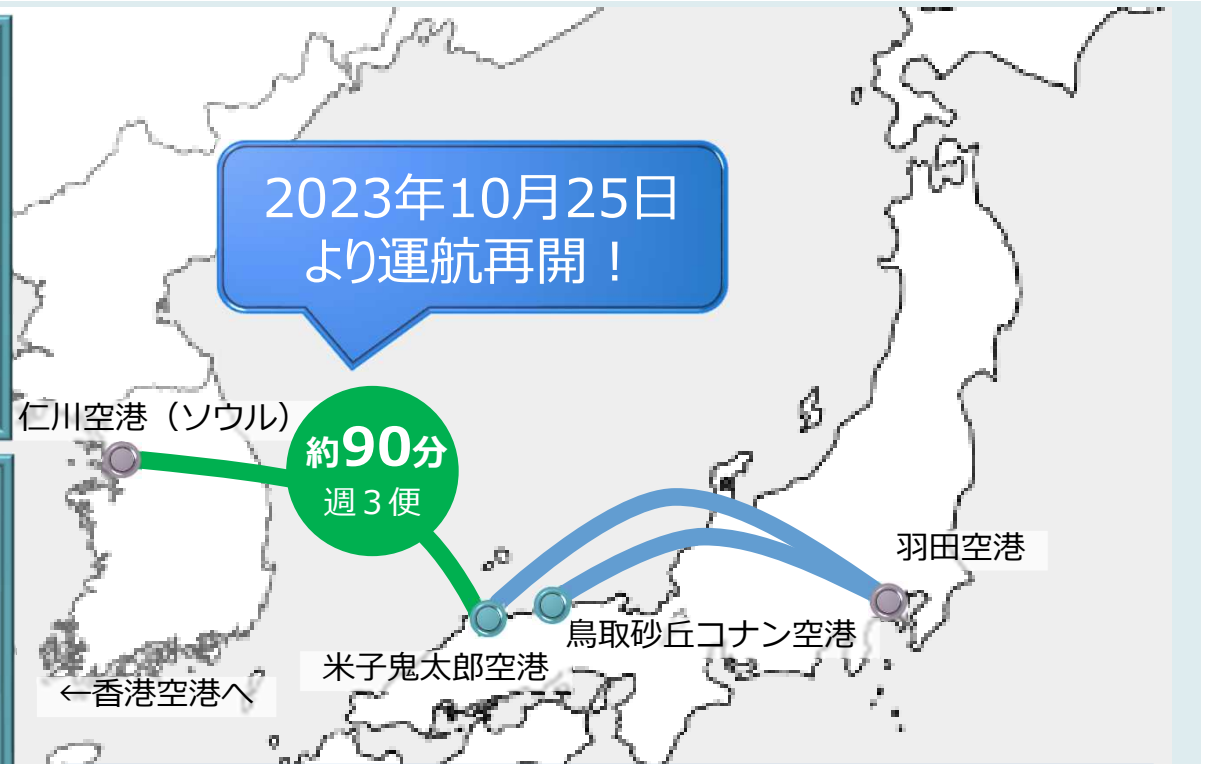 2023年10月25日
より運航再開！
仁川空港（ソウル）
約90分
週３便
羽田空港
鳥取砂丘コナン空港
米子鬼太郎空港
←香港空港へ